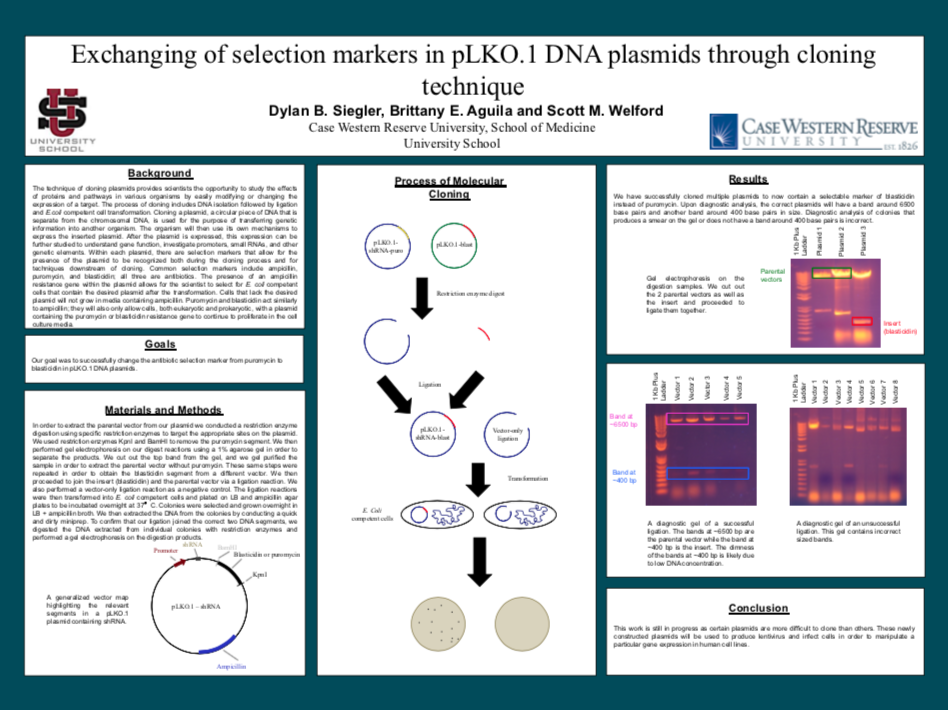 Exchanging of selection markers in pLKO.1 DNA plasmids through cloning
technique
Dylan B. Siegler, Brittany E. Aguila and Scott M. Welford
Case Western Reserve University, School of Medicine
University School
US
UNIVERSITY
SCHOOL
CASE WESTERN RESERVE
UNIVERSITY EST. 1826
Background
The technique of cloning plasmids provides scientists the opportunity to study the effects
of proteins and pathways in various organisms by easily modifying or changing the
expression of a target. The process of cloning includes DNA isolation followed by ligation
and E.coli competent cell transformation. Cloning a plasmid, a circular piece of DNA that is
separate from the chromosomal DNA, is used for the purpose of transferring genetic
information into another organism. The organism will then use its own mechanisms to
express the inserted plasmid. After the plasmid is expressed, this expression can be
further studied to understand gene function, investigate promoters, small RNAs, and other
genetic elements. Within each plasmid, there are selection markers that allow for the
presence of the plasmid to be recognized both during the cloning process and for
techniques downstream of cloning. Common selection markers include ampicillin,
puromycin, and blasticidin, all three are antibiotics. The presence of an ampicillin
resistance gene within the plasmid allows for the scientist to select for E. coli competent
cells that contain the desired plasmid after the transformation. Cells that lack the desired
plasmid will not grow in media containing ampicillin. Puromycin and blasticidin act similarly
to ampicillin; they will also only allow cells, both eukaryotic and prokaryotic, with a plasmid
containing the puromycin or blasticidin resistance gene to continue to proliferate in the cell
culture media.
Goals
Our goal was to successfully change the antibiotic selection marker from puromycin to
blasticidin in pLKO.1 DNA plasmids.
Materials and Methods
In order to extract the parental vector from our plasmid we conducted a restriction enzyme
digestion using specific restriction enzymes to target the appropriate sites on the plasmid.
We used restriction enzymes KpnI and BamHI to remove the puromycin segment. We then
performed gel electrophoresis on our digest reactions using a 1% agarose gel in order to
separate the products. We cut out the top band from the gel, and we gel purified the
sample in order to extract the parental vector without puromycin. These same steps were
repeated in order to obtain the blasticidin segment from a different vector. We then
proceeded to join the insert (blasticidin) and the parental vector via a ligation reaction. We
also performed a vector-only ligation reaction as a negative control. The ligation reactions
were then transformed into E. coli competent cells and plated on LB and ampicillin agar
plates to be incubated overnight at 37° C. Colonies were selected and grown overnight in
LB + ampicillin broth. We then extracted the DNA from the colonies by conducting a quick
and dirty miniprep. To confirm that our ligation joined the correct two DNA segments, we
digested the DNA extracted from individual colonies with restriction enzymes and
performed a gel electrophoresis on the digestion products.
Promoter
shRNA
BamHI
Blasticidin or puromycin
KpnI
pLKO.1 – shRNA
Ampicillin
A generalized vector map
highlighting the relevant
segments in a pLKO.1
plasmid containing shRNA.
Process of Molecular
Cloning
pLKO.1-
shRNA-puro
pLKO.1-blast
Restriction enzyme digest
Ligation
pLKO.1-
shRNA-blast
Vector-only
ligation
Transformation
E. Coli
competent cells
Results
We have successfully cloned multiple plasmids to now contain a selectable marker of blasticidin
instead of puromycin. Upon diagnostic analysis, the correct plasmids will have a band around 6500
base pairs and another band around 400 base pairs in size. Diagnostic analysis of colonies that
produces a smear on the gel or does not have a band around 400 base pairs is incorrect.
Gel electrophoresis on the
digestion samples. We cut out
the 2 parental vectors as well as
the insert and proceeded to
ligate them together.
1 Kb Plus
Ladder
Plasmid 1
Plasmid 2
Plasmid 3
Parental
vectors
Insert
(blasticidin)
1 Kb Plus
Ladder
Vector 1
Vector 2
Vector 3
Vector 4
Vector 5
Band at
~6500 bp
Band at
~400 bp
A diagnostic gel of a successful
ligation. The bands at ~6500 bp are
the parental vector while the band at
~400 bp is the insert. The dimness
of the bands at ~400 bp is likely due
to low DNA concentration.
1 Kb Plus
Ladder
Vector 1
Vector 2
Vector 3
Vector 4
Vector 5
Vector 6
Vector 7
Vector 8
A diagnostic gel of an unsuccessful
ligation. This gel contains incorrect
sized bands.
Conclusion
This work is still in progress as certain plasmids are more difficult to clone than others. These newly
constructed plasmids will be used to produce lentivirus and infect cells in order to manipulate a
particular gene expression in human cell lines.